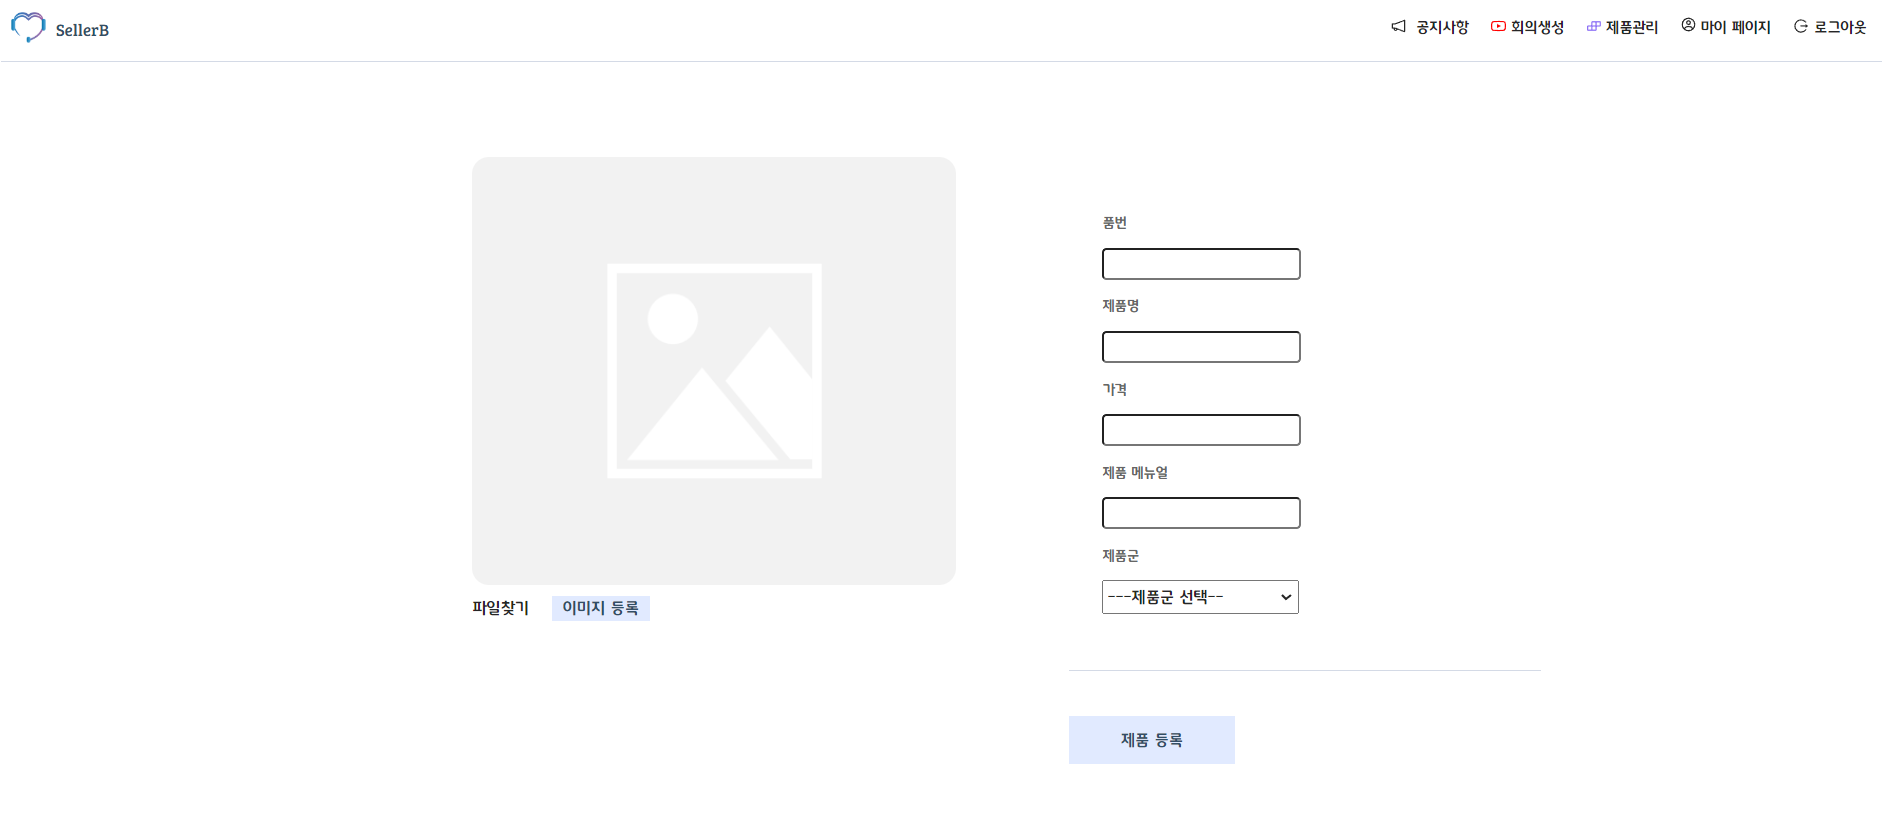 SellerB
공지사항 회의생성 제품관리 마이 페이지 로그아웃
품번
제품명
가격
제품 메뉴얼
제품군
---제품군 선택--
파일찾기 이미지 등록
제품 등록